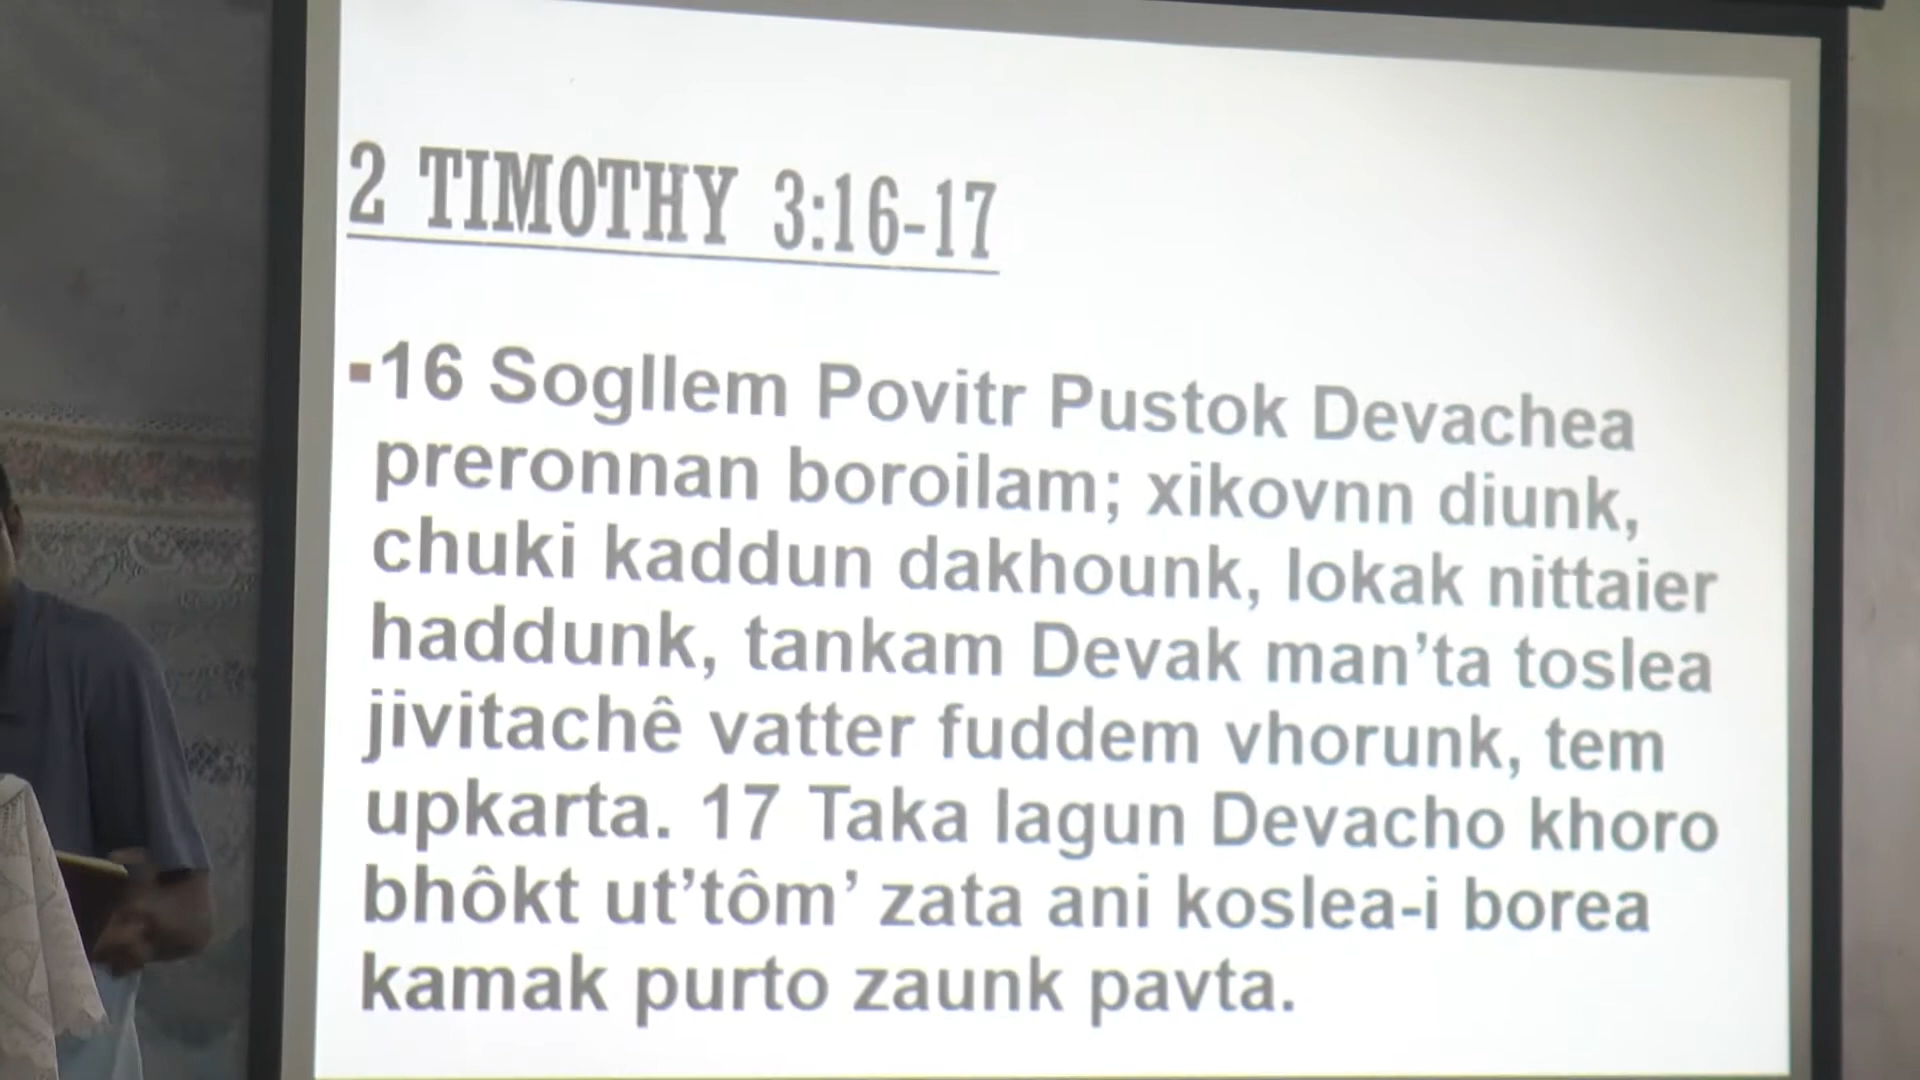 2 TIMOTHY 3:16-17
▪16 Sogllem Povitr Pustok Devachea
preronnan boroilam; xikovnn diunk,
chuki kaddun dakhounk, lokak nittaier
haddunk, tankam Devak man’ta toslea
jivitachê vatter fuddem vhorunk, tem
upkarta. 17 Taka lagun Devacho khoro
bhôkt ut’tôm’ zata ani koslea-i borea
kamak purto zaunk pavta.